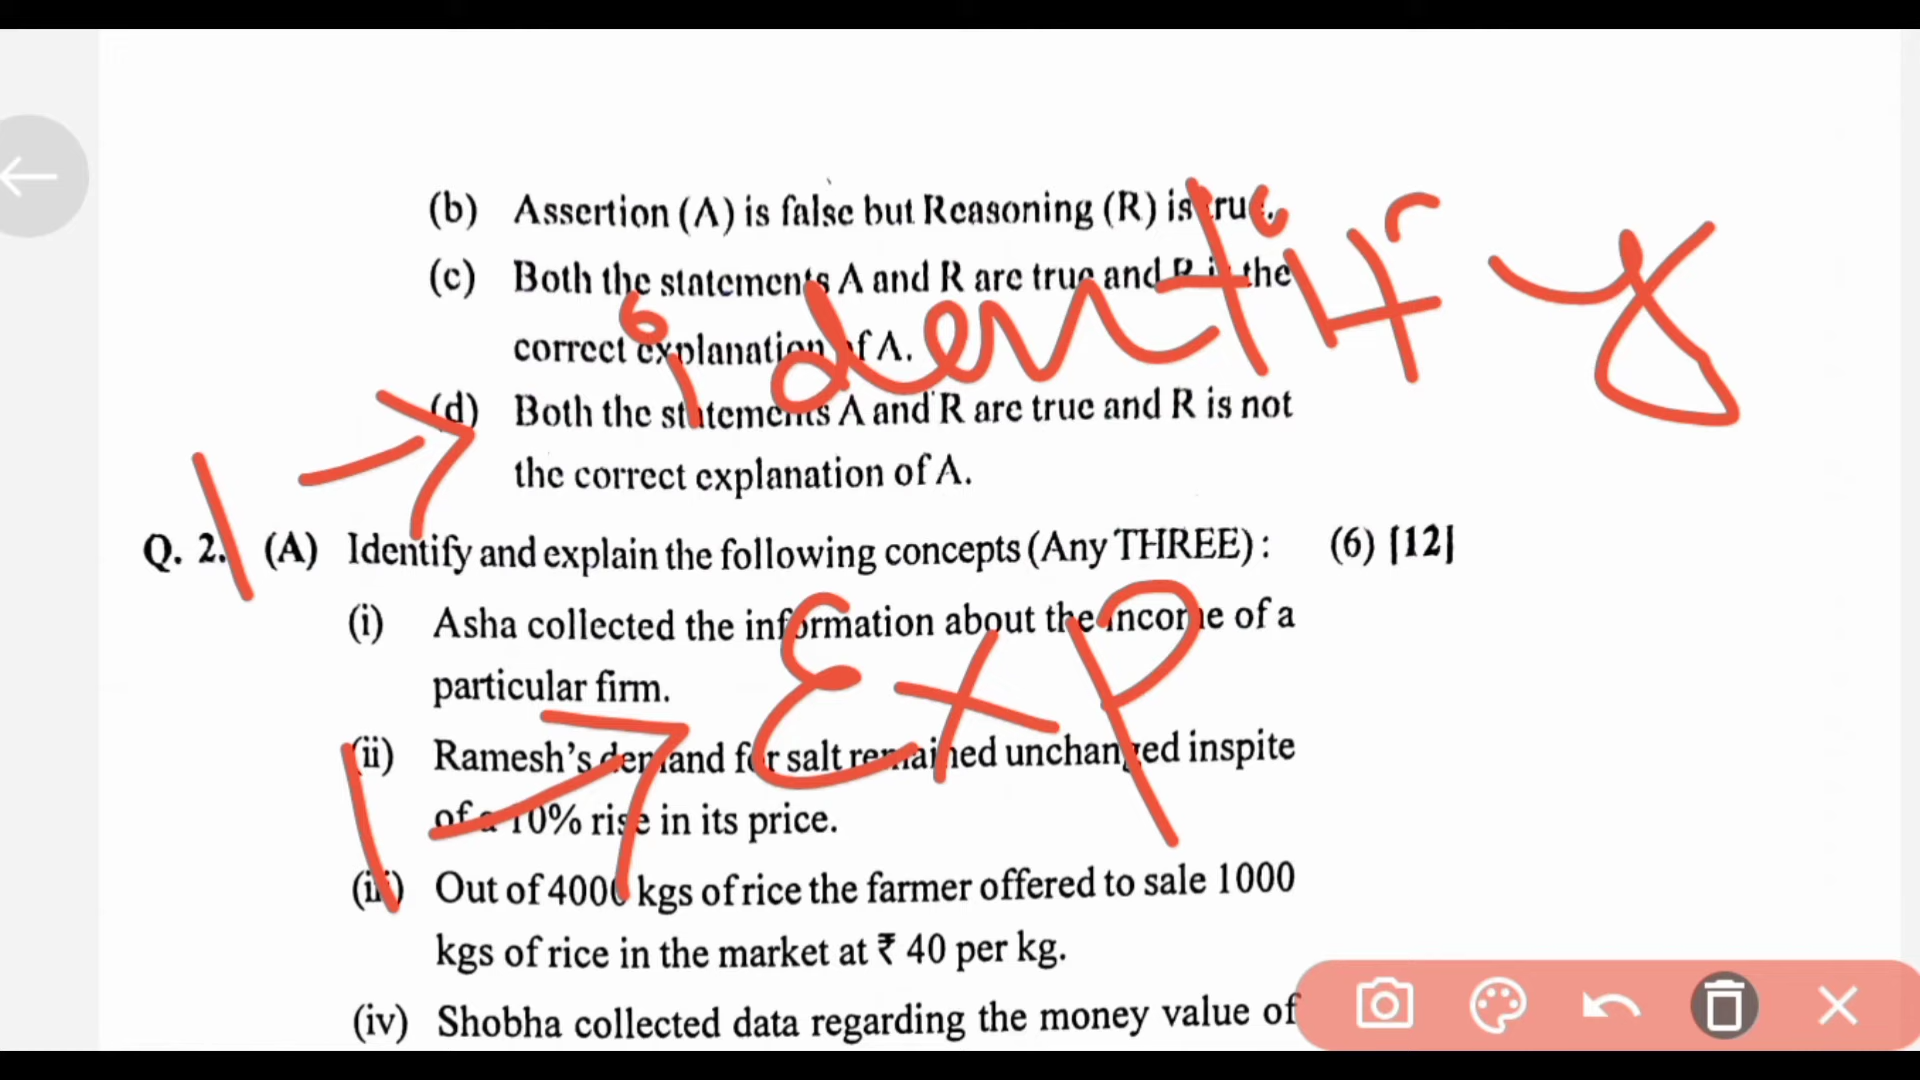 (b) Assertion (A) is false but Reasoning (R) is true.
(c) Both the statements A and R are true and R is the
correct explanation of A.
identify
(d) Both the statements A and R are true and R is not
the correct explanation of A.
1 →
Q. 2. (A) Identify and explain the following concepts (Any THREE) : (6) [12]
(i) Asha collected the information about the income of a
particular firm.
1 → Exp
(ii) Ramesh's demand for salt remained unchanged inspite
of a 10% rise in its price.
(iii) Out of 4000 kgs of rice the farmer offered to sale 1000
kgs of rice in the market at ₹ 40 per kg.
(iv) Shobha collected data regarding the money value of